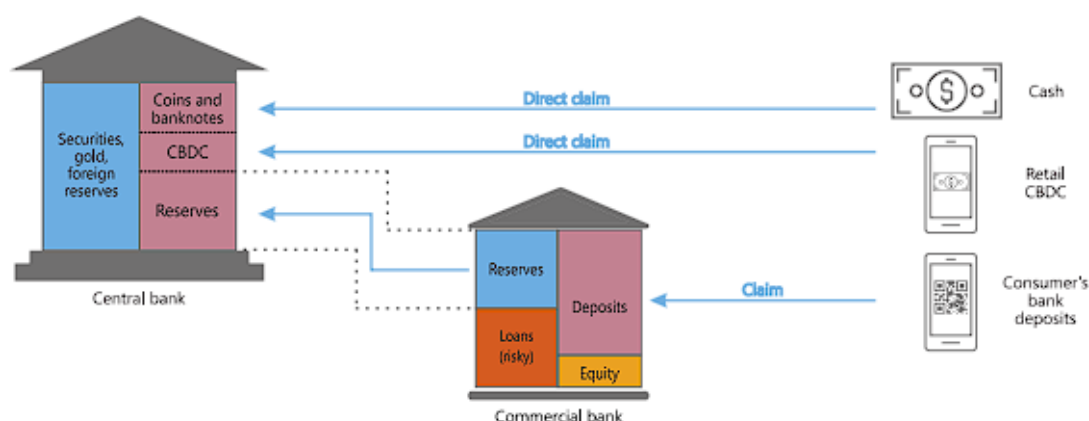 Coins and
banknotes
Securities,
gold,
foreign
reserves
CBDC
Reserves
Central bank
Direct claim
Direct claim
Cash
Retail
CBDC
Reserves
Deposits
Loans
(risky)
Equity
Commercial bank
Claim
Consumer's
bank
deposits